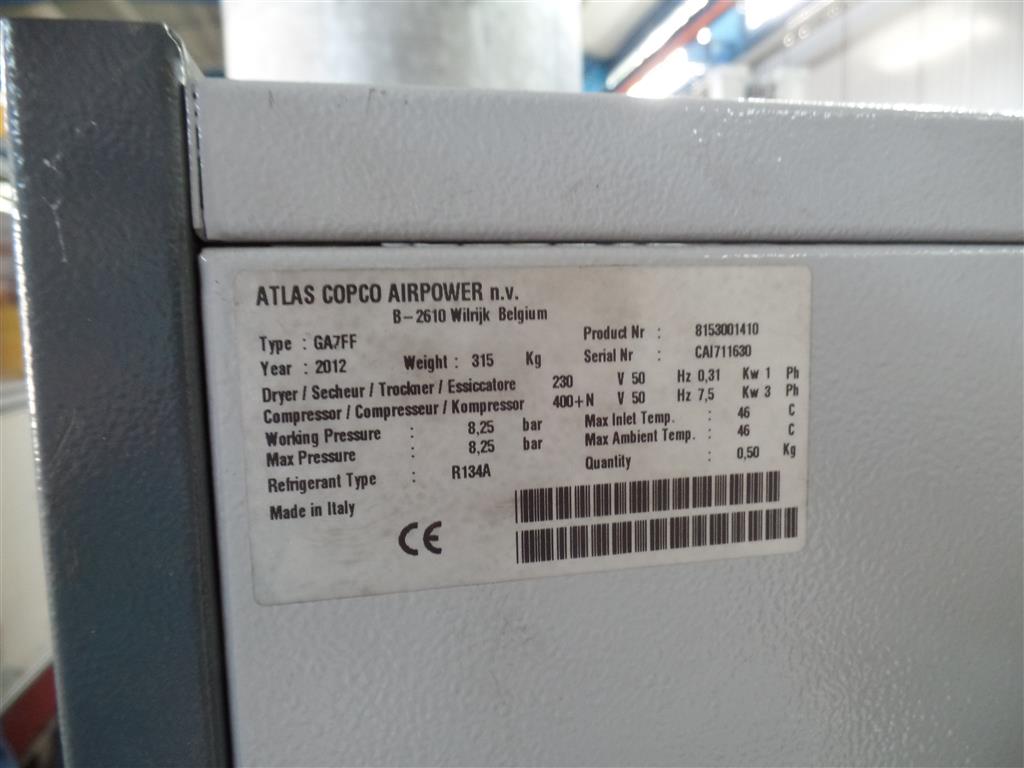 ATLAS COPCO AIRPOWER n.v.
B-2610 Wilrijk Belgium
Type : GA7FF Product Nr : 8153001410
Year : 2012 Weight : 315 Kg Serial Nr : CAI711630
Dryer / Secheur / Trockner / Essiccatore 230 V 50 Hz 0,31 Kw 1 Ph
Compressor / Compresseur / Kompressor 400+N V 50 Hz 7,5 Kw 3 Ph
Working Pressure : 8,25 bar Max Inlet Temp. : 46 C
Max Pressure : 8,25 bar Max Ambient Temp. : 46 C
Refrigerant Type : R134A Quantity : 0,50 Kg
Made in Italy
CE